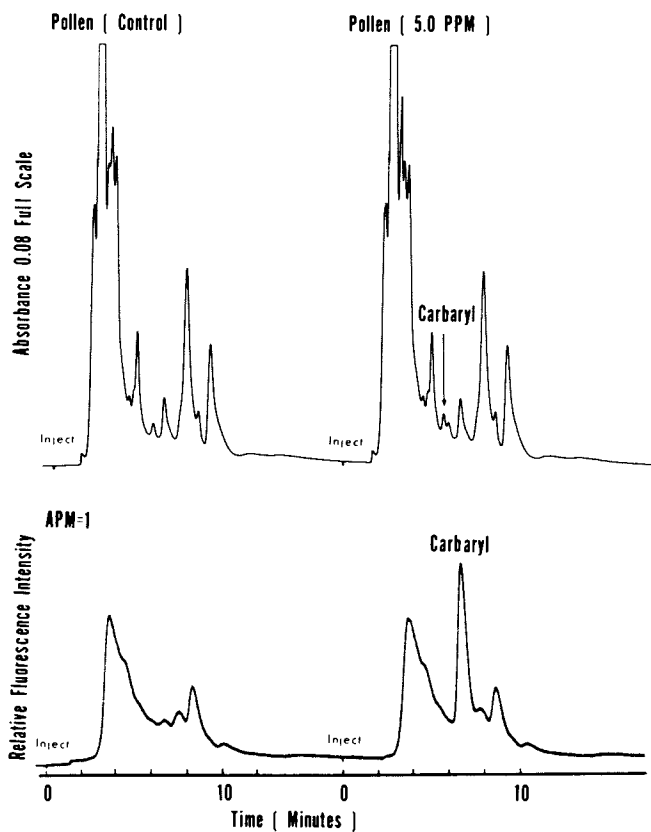 Pollen [ Control ]
Pollen [ 5.0 PPM ]
Absorbance 0.08 Full Scale
Carbaryl
Inject
Inject
APM=1
Carbaryl
Relative Fluorescence Intensity
Inject
Inject
0 10 0 10
Time [ Minutes ]